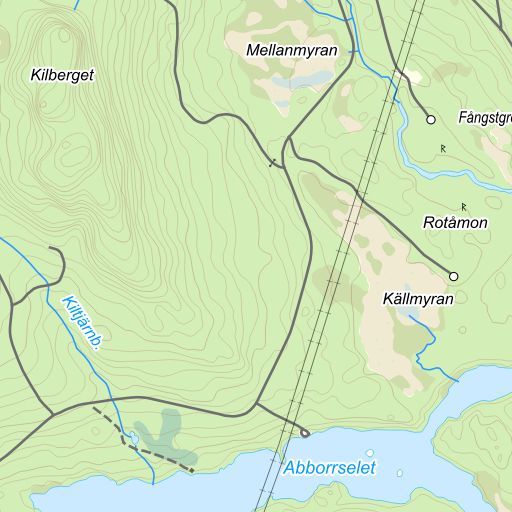 Mellanmyran
Kilberget
Fångstgr
R
R
Rotåmon
Källmyran
Kiltjärnb.
Abborrselet